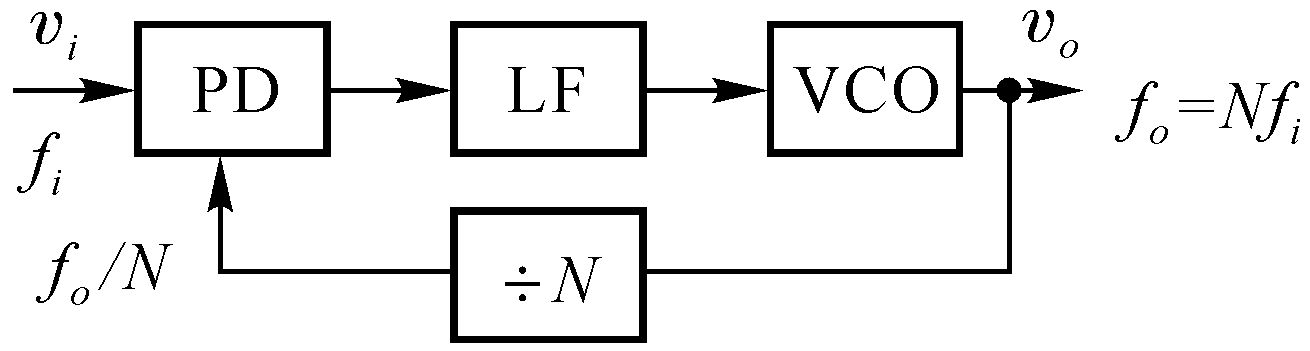 v_i
PD
LF
VCO
v_o
f_i
f_o=Nf_i
f_o/N
÷N